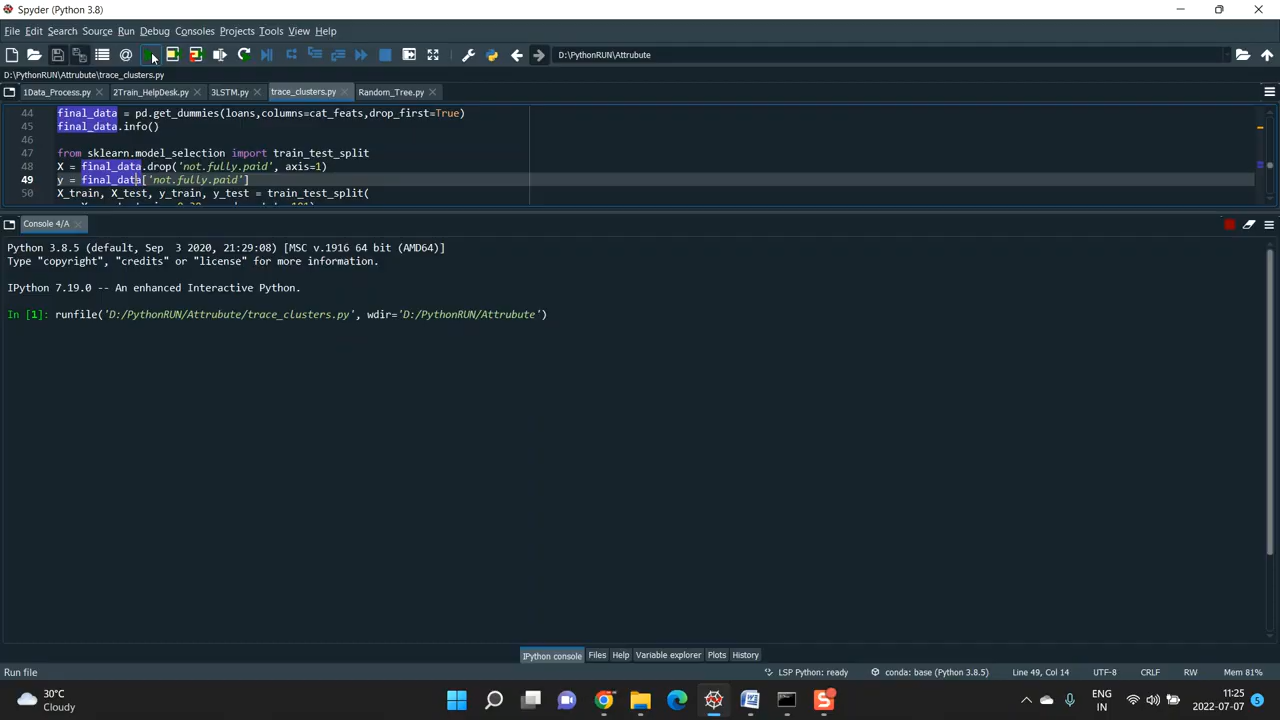 Spyder (Python 3.8)
File Edit Search Source Run Debug Consoles Projects Tools View Help
D:\PythonRUN\Attrubute
D:\PythonRUN\Attrubute\trace_clusters.py
1Data_Process.py 2Train_HelpDesk.py 3LSTM.py trace_clusters.py Random_Tree.py
44 final_data = pd.get_dummies(loans,columns=cat_feats,drop_first=True)
45 final_data.info()
46
47 from sklearn.model_selection import train_test_split
48 X = final_data.drop('not.fully.paid', axis=1)
49 y = final_data['not.fully.paid']
50 X_train, X_test, y_train, y_test = train_test_split(
Console 4/A
Python 3.8.5 (default, Sep 3 2020, 21:29:08) [MSC v.1916 64 bit (AMD64)]
Type "copyright", "credits" or "license" for more information.
IPython 7.19.0 -- An enhanced Interactive Python.
In [1]: runfile('D:/PythonRUN/Attrubute/trace_clusters.py', wdir='D:/PythonRUN/Attrubute')
IPython console Files Help Variable explorer Plots History
Run file LSP Python: ready conda: base (Python 3.8.5) Line 49, Col 14 UTF-8 CRLF RW Mem 81%
30°C
Cloudy
ENG
IN
11:25
2022-07-07
5